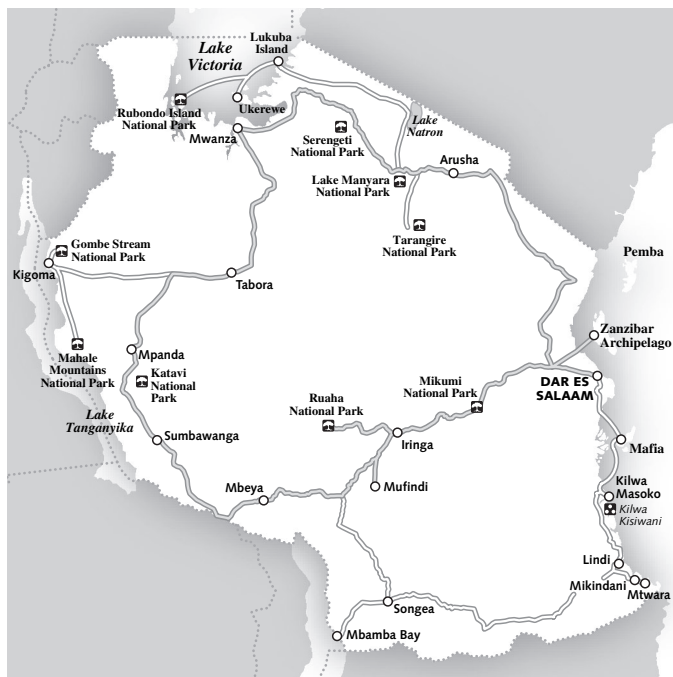 Lukuba
Island
Lake
Victoria
Rubondo Island
National Park
Ukerewe
Mwanza
Serengeti
National Park
Lake
Natron
Arusha
Lake Manyara
National Park
Tarangire
National Park
Gombe Stream
National Park
Kigoma
Tabora
Pemba
Zanzibar
Archipelago
Mahale
Mountains
National Park
Mpanda
Katavi
National
Park
Lake
Tanganyika
Sumbawanga
Ruaha
National Park
Mikumi
National Park
DAR ES
SALAAM
Iringa
Mafia
Mbeya
Mufindi
Kilwa
Masoko
Kilwa
Kisiwani
Lindi
Mikindani
Mtwara
Songea
Mbamba Bay